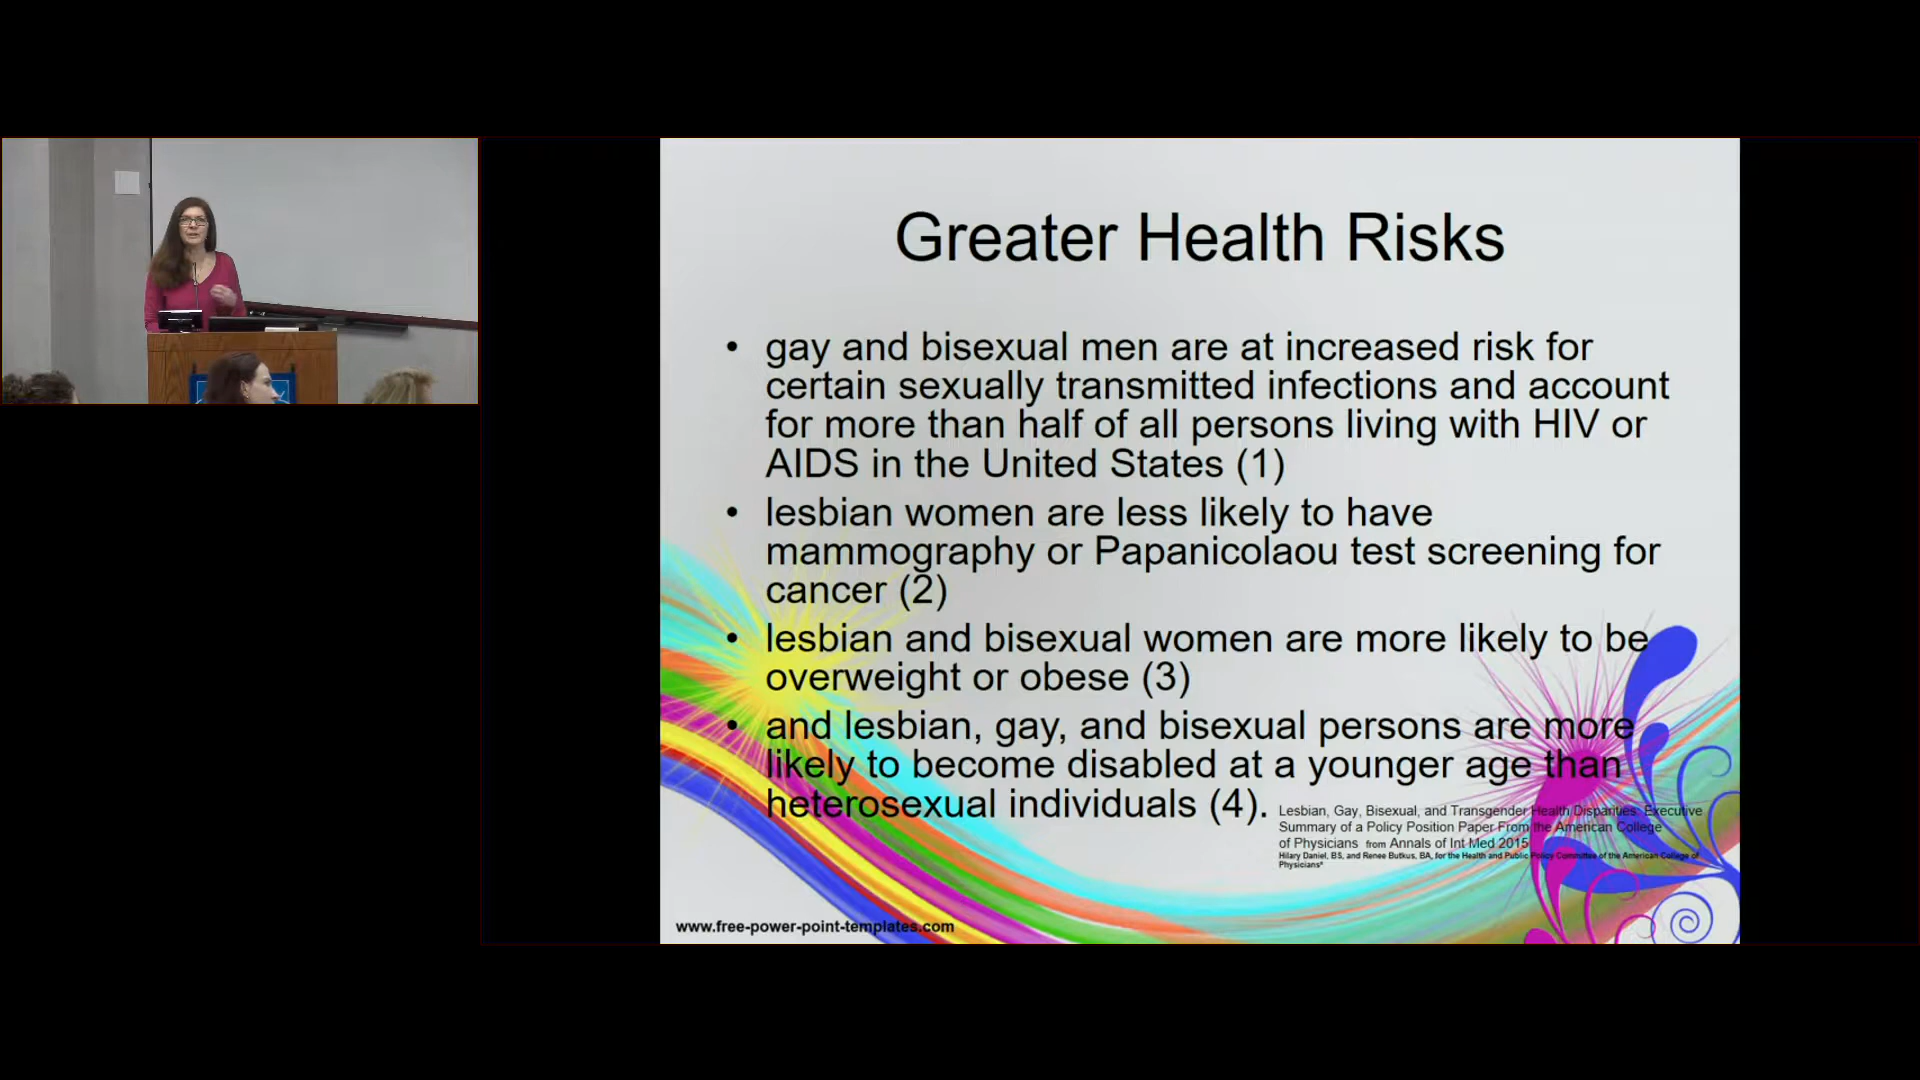 Greater Health Risks
• gay and bisexual men are at increased risk for
certain sexually transmitted infections and account
for more than half of all persons living with HIV or
AIDS in the United States (1)
• lesbian women are less likely to have
mammography or Papanicolaou test screening for
cancer (2)
• lesbian and bisexual women are more likely to be
overweight or obese (3)
• and lesbian, gay, and bisexual persons are more
likely to become disabled at a younger age than
heterosexual individuals (4).
Lesbian, Gay, Bisexual, and Transgender Health Disparities: Executive
Summary of a Policy Position Paper From the American College
of Physicians from Annals of Int Med 2015
Hilary Daniel, BS, and Renee Butkus, BA, for the Health and Public Policy Committee of the American College of
Physicians*
www.free-power-point-templates.com